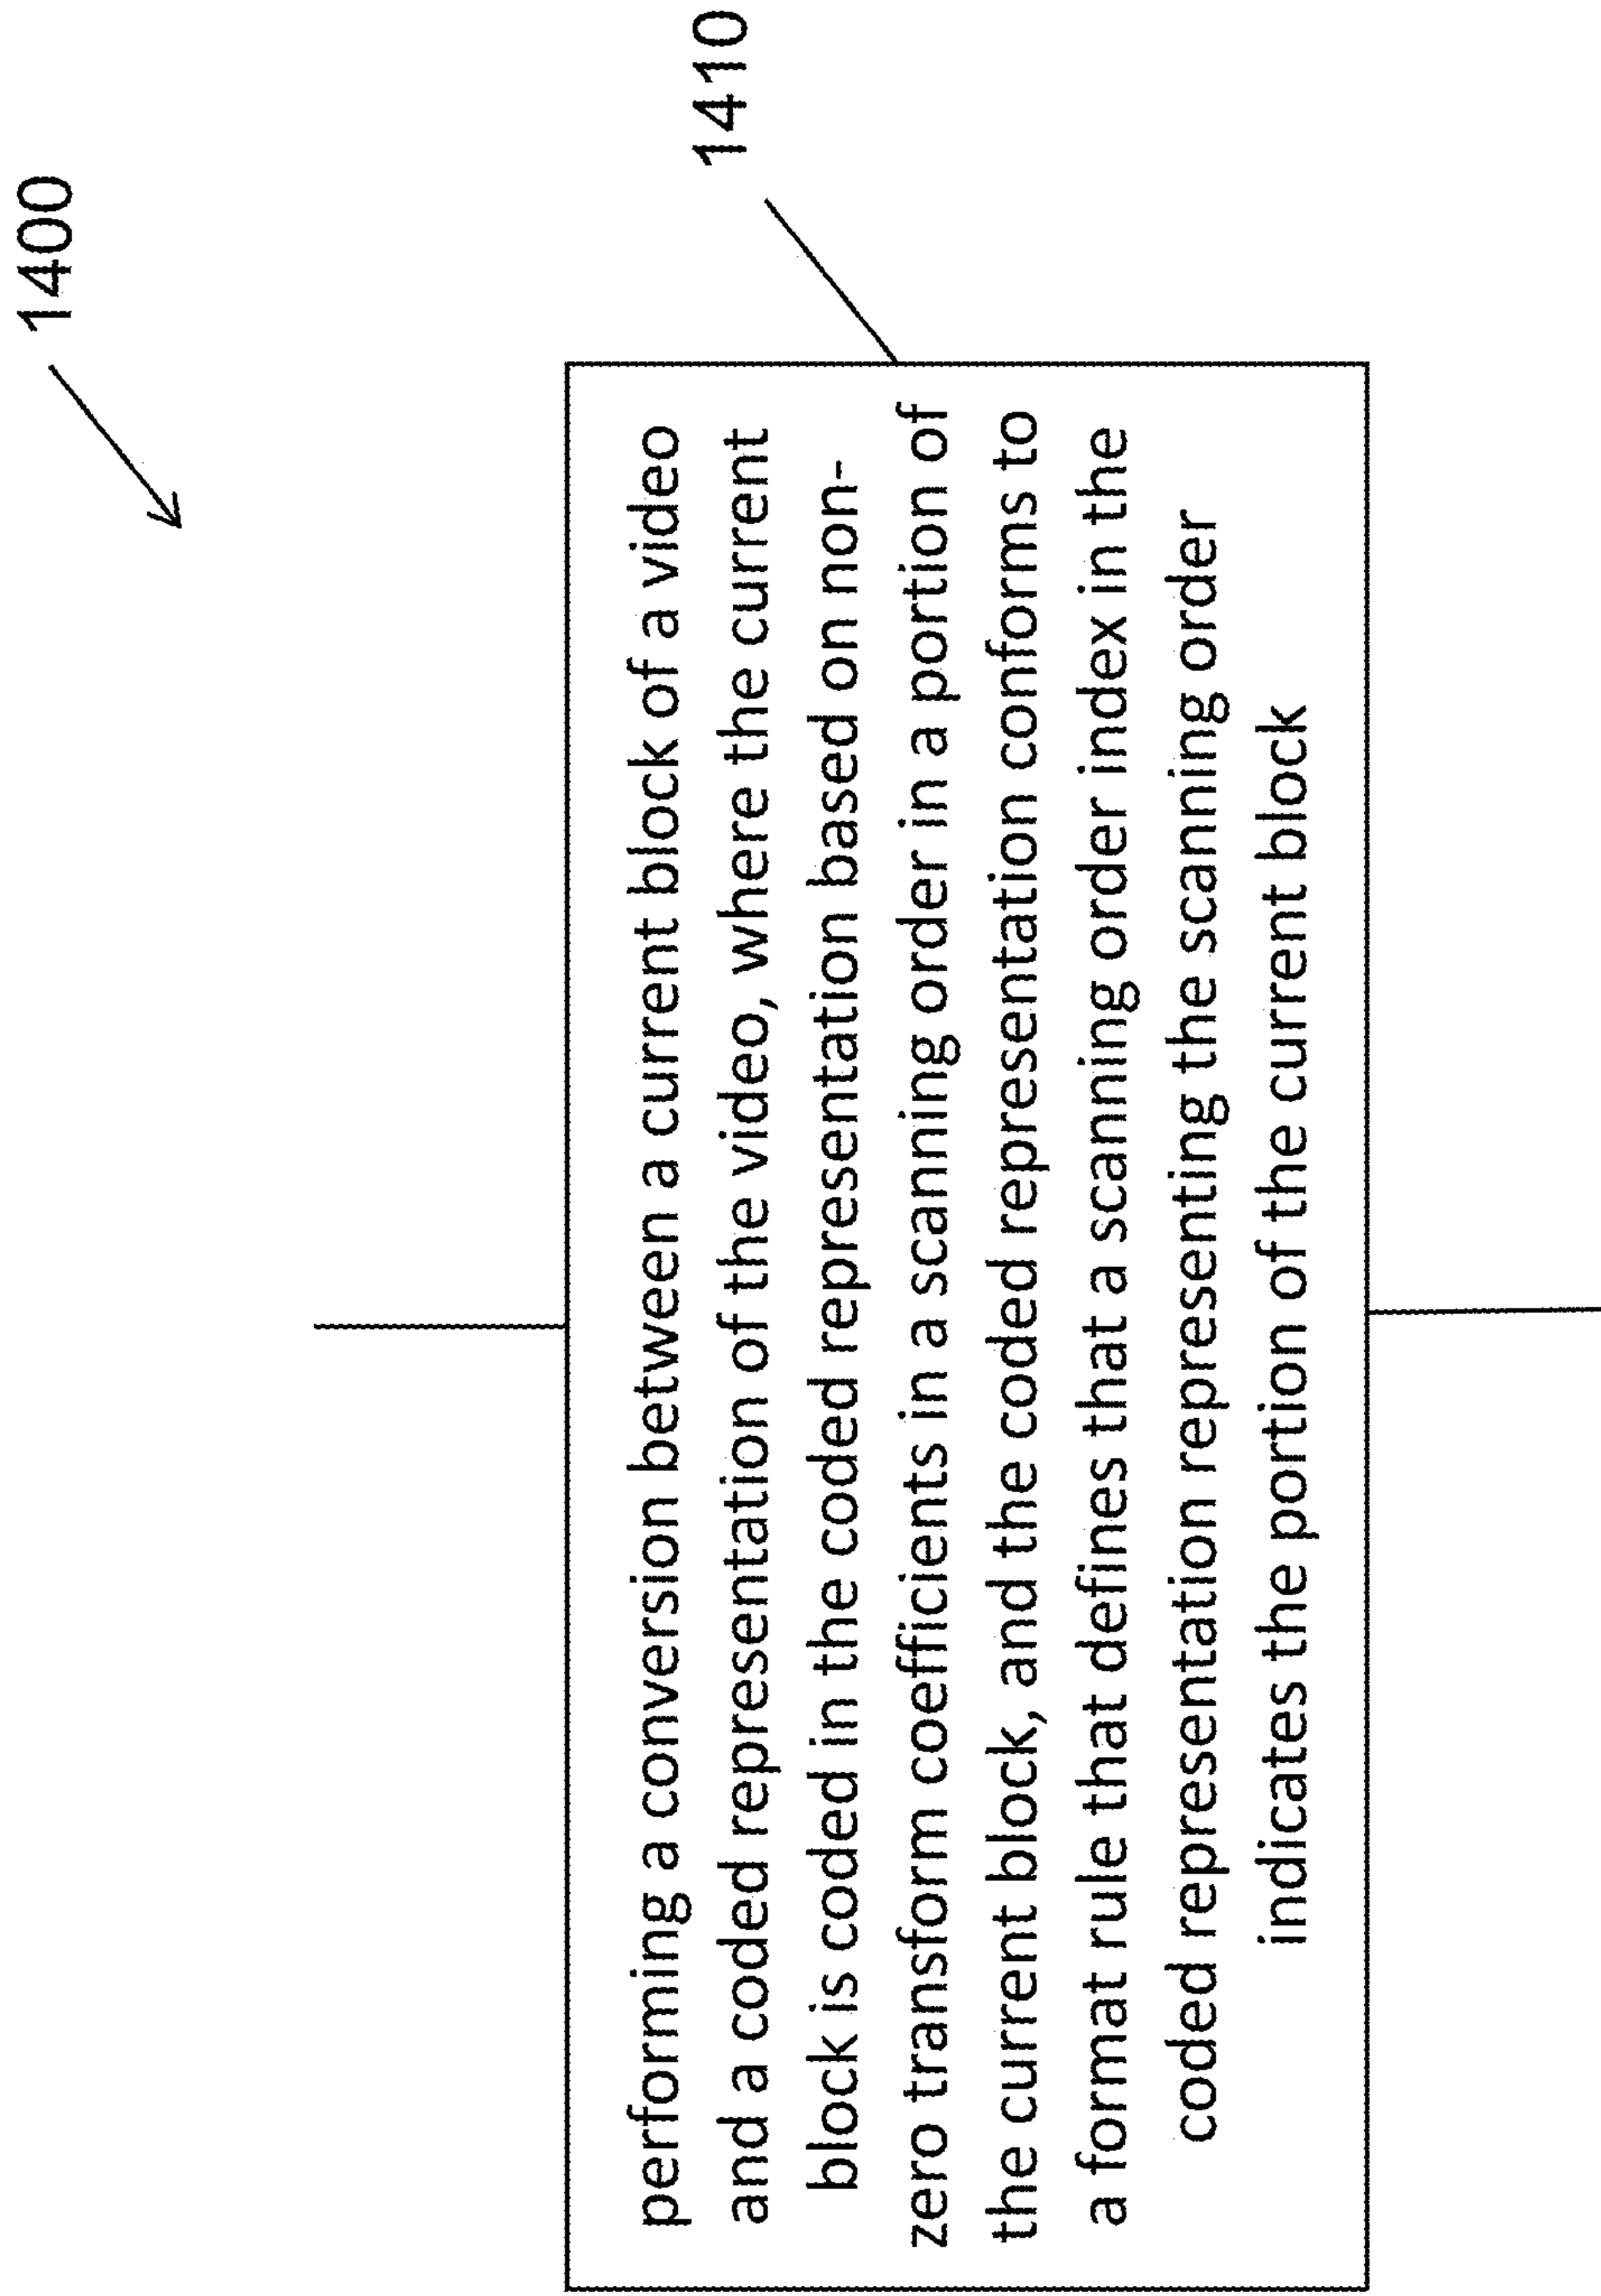 1400
1410
performing a conversion between a current block of a video
and a coded representation of the video, where the current
block is coded in the coded representation based on non-
zero transform coefficients in a scanning order in a portion of
the current block, and the coded representation conforms to
a format rule that defines that a scanning order index in the
coded representation representing the scanning order
indicates the portion of the current block